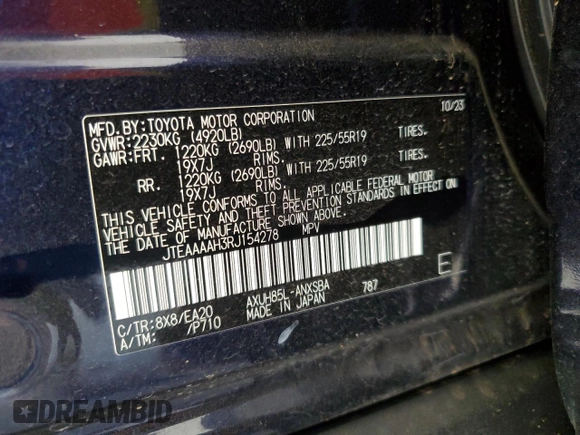 MFD. BY: TOYOTA MOTOR CORPORATION 10/23
GVWR: 2230KG (4920LB)
GAWR: FRT. 1220KG (2690LB) WITH 225/55R19 TIRES.
19X7J RIMS.
RR. 1220KG (2690LB) WITH 225/55R19 TIRES.
19X7J RIMS.
THIS VEHICLE CONFORMS TO ALL APPLICABLE FEDERAL MOTOR
VEHICLE SAFETY AND THEFT PREVENTION STANDARDS IN EFFECT ON
THE DATE OF MANUFACTURE SHOWN ABOVE.
JTEAAAAH3RJ154278 MPV
C/TR: 8X8/EA20 AXUH85L-ANXSBA 787 E
A/TM: /P710 MADE IN JAPAN
DREAMBID